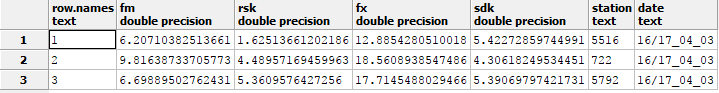 row.names fm rsk fx sdk station date
text double precision double precision double precision double precision text text
1 1 6.20710382513661 1.62513661202186 12.8854280510018 5.42272859744991 5516 16/17_04_03
2 2 9.81638733705773 4.48957169459963 18.5608938547486 4.30618249534451 722 16/17_04_03
3 3 6.69889502762431 5.3609576427256 17.7145488029466 5.39069797421731 5792 16/17_04_03